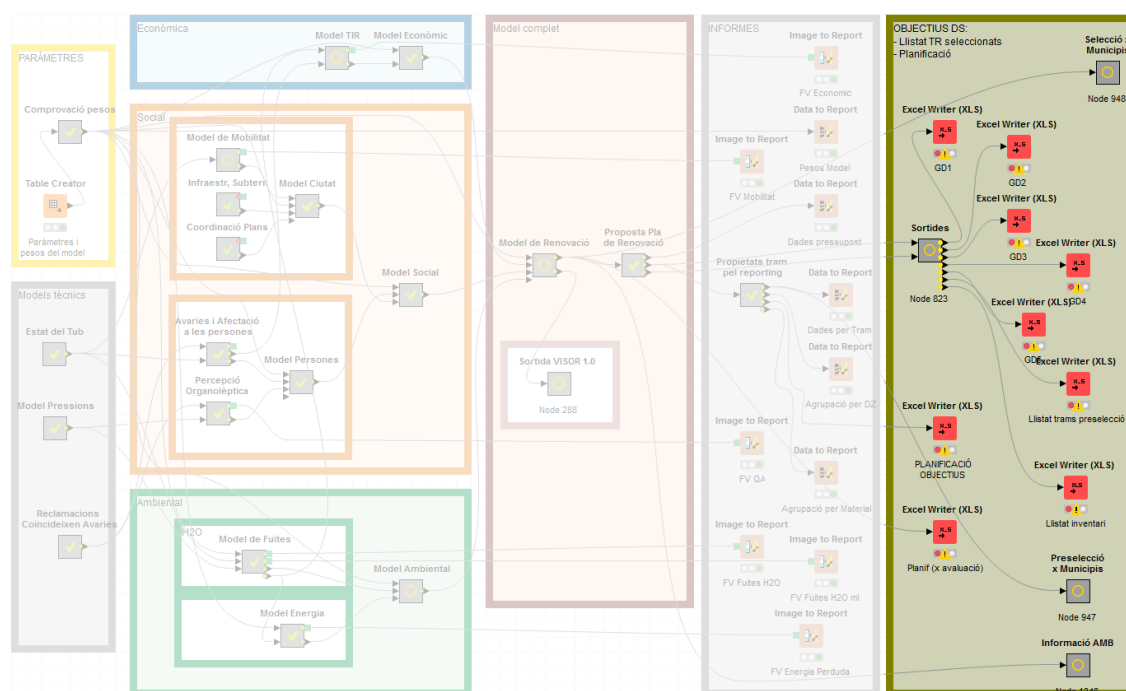 PARÀMETRES
Comprovació pesos
Table Creator
Paràmetres i
pesos del model
Models tècnics
Estat del Tub
Model Pressions
Reclamacions
Coincideixen Avaries
Econòmica
Model TIR
Model Econòmic
Social
Model de Mobilitat
Infraestr, Subterr
Model Ciutat
Coordinació Plans
Model Social
Avaries i Afectació
a les persones
Model Persones
Percepció
Organolèptica
Ambiental
H2O
Model de Fuites
Model Ambiental
Model Energia
Model complet
Model de Renovació
Proposta Pla
de Renovació
Sortida VISOR 1.0
Node 288
INFORMES
Image to Report
FV Economic
Data to Report
Pesos Model
Image to Report
FV Mobilitat
Data to Report
Dades pressupost
Propietats tram
pel reporting
Data to Report
Dades per Tram
Data to Report
Agrupació per DZ
Image to Report
FV QA
Data to Report
Agrupació per Material
Image to Report
FV Fuites H2O
Image to Report
FV Fuites H2O ml
Image to Report
FV Energia Perduda
OBJECTIUS DS:
- Llistat TR seleccionats
- Planificació
Selecció x
Municipis
Node 948
Excel Writer (XLS)
GD1
Excel Writer (XLS)
GD2
Excel Writer (XLS)
GD3
Sortides
Node 823
Excel Writer (XLS)
GD4
Excel Writer (XLS)
GD5
Excel Writer (XLS)
Llistat trams preselecció
Excel Writer (XLS)
PLANIFICACIÓ
OBJECTIUS
Excel Writer (XLS)
Llistat inventari
Excel Writer (XLS)
Planif (x avaluació)
Preselecció
x Municipis
Node 947
Informació AMB